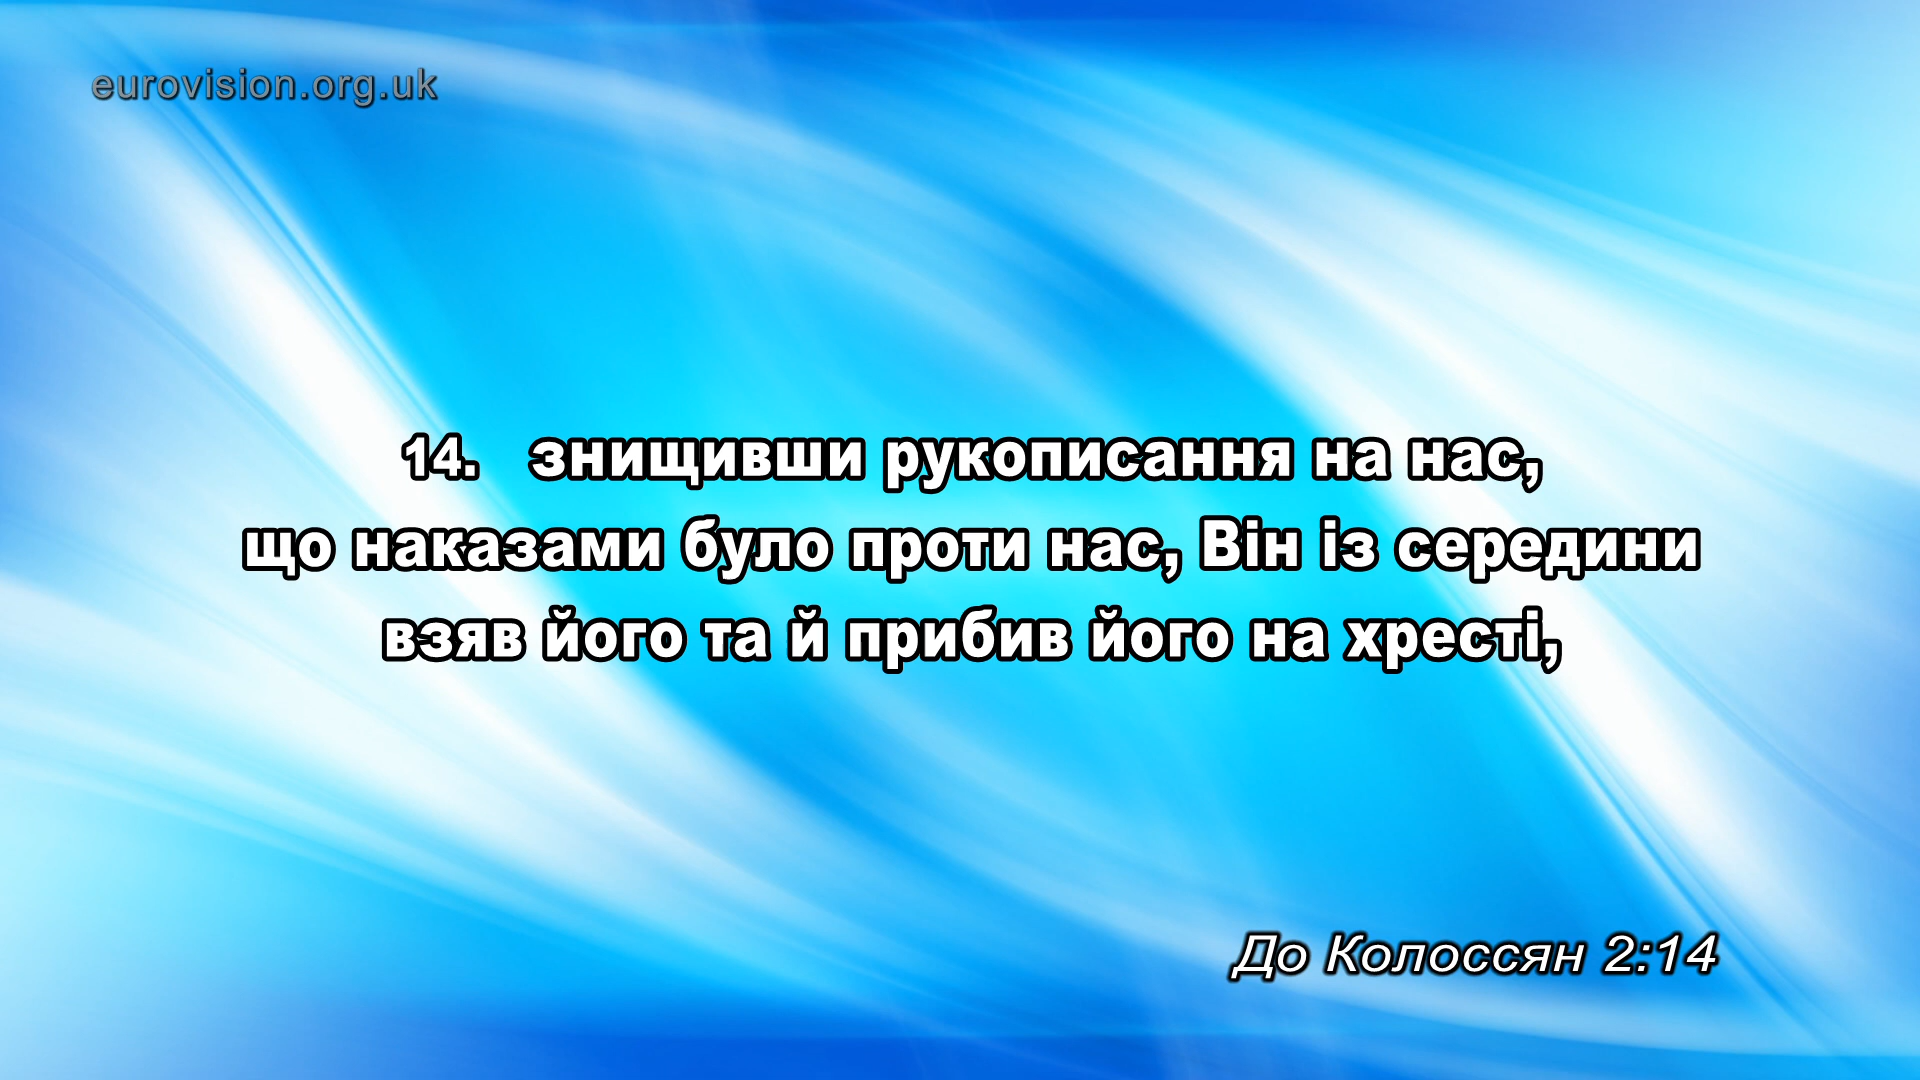 eurovision.org.uk
14. знищивши рукописання на нас,
що наказами було проти нас, Він із середини
взяв його та й прибив його на хресті,
До Колоссян 2:14